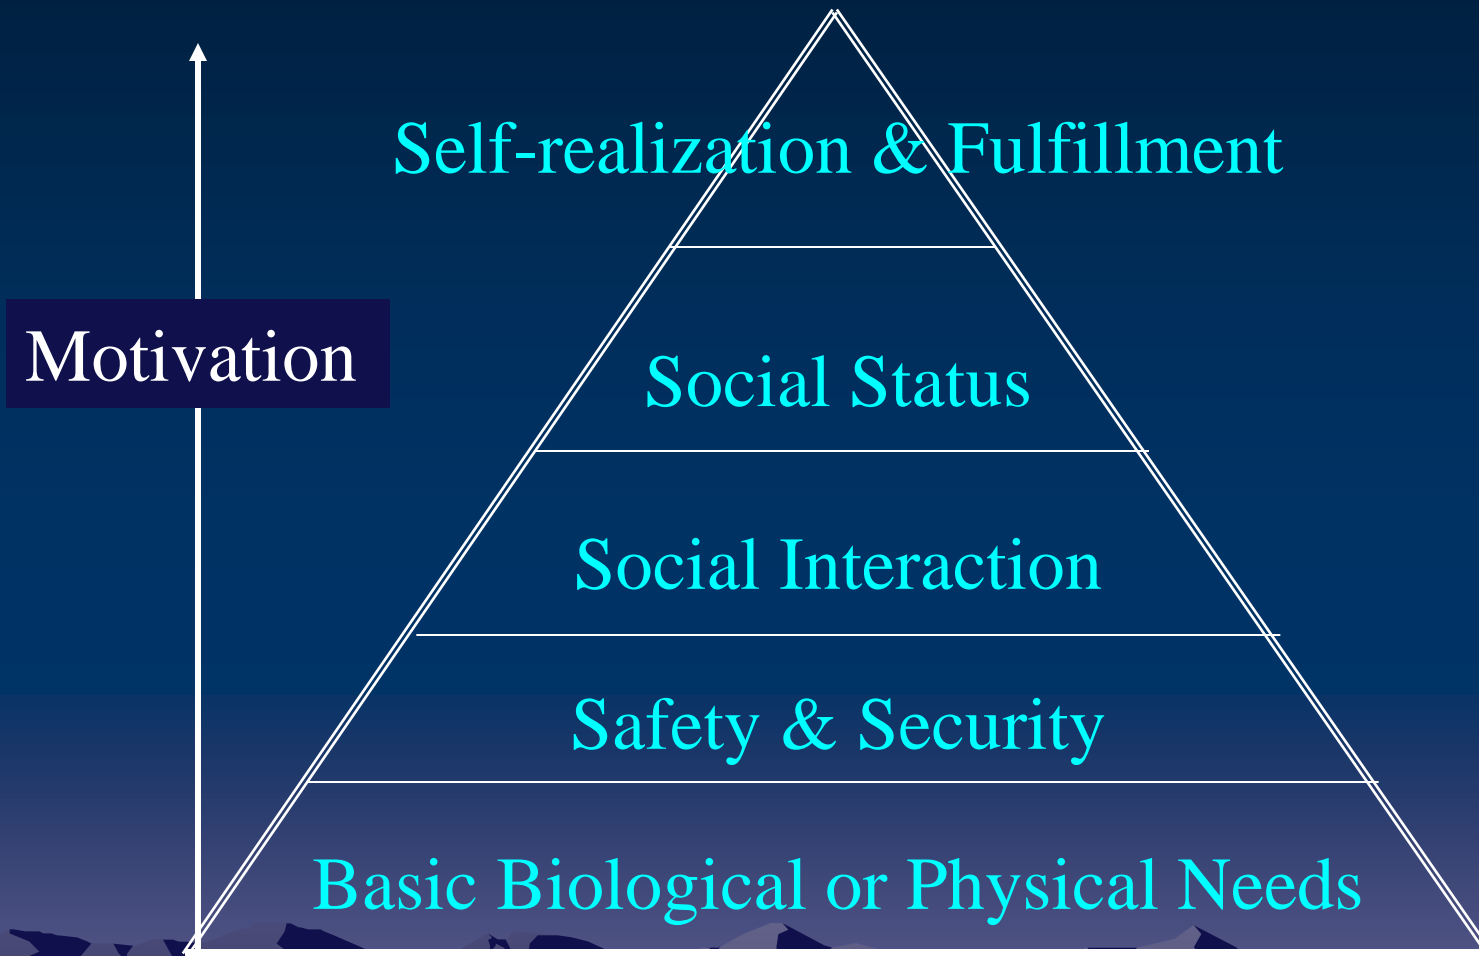 Self-realization & Fulfillment
Motivation
Social Status
Social Interaction
Safety & Security
Basic Biological or Physical Needs